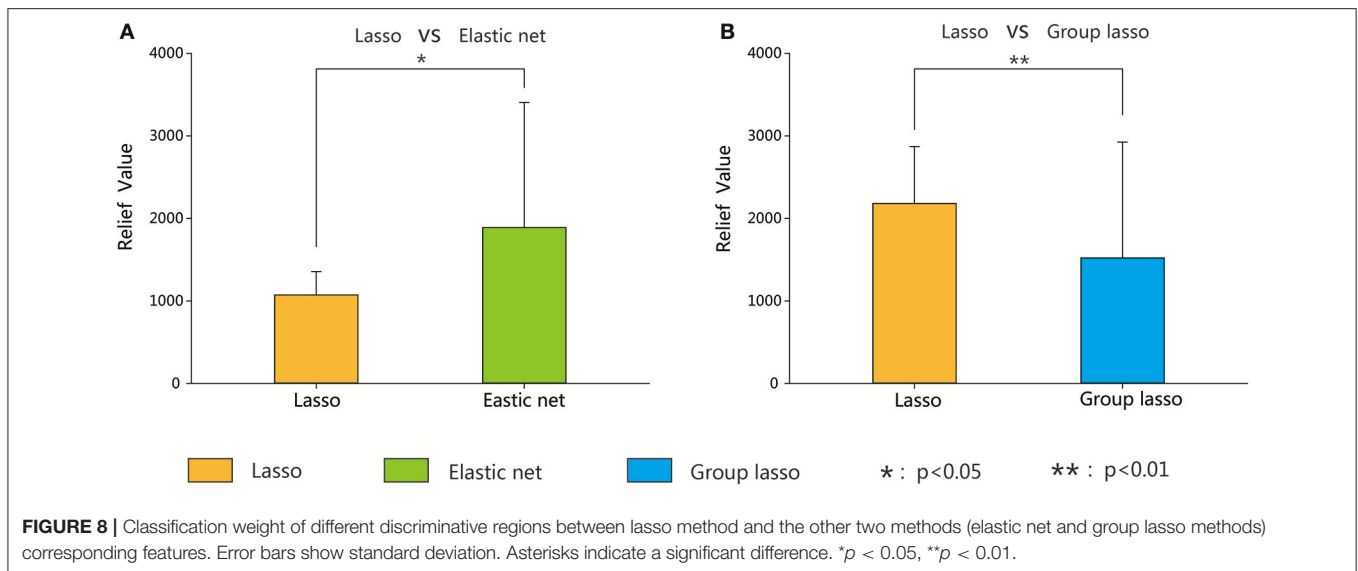 A
Lasso VS Elastic net
*
4000
3000
2000
1000
0
Relief Value
Lasso
Eastic net
B
Lasso VS Group lasso
**
4000
3000
2000
1000
0
Relief Value
Lasso
Group lasso
Lasso
Elastic net
Group lasso
* : p<0.05
** : p<0.01
FIGURE 8 | Classification weight of different discriminative regions between lasso method and the other two methods (elastic net and group lasso methods)
corresponding features. Error bars show standard deviation. Asterisks indicate a significant difference. *p < 0.05, **p < 0.01.